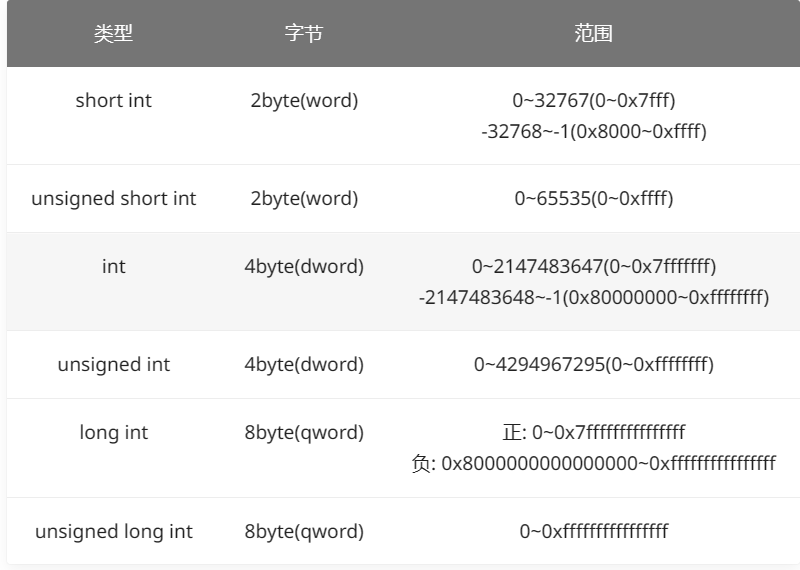 类型 字节 范围
short int 2byte(word) 0~32767(0~0x7fff)
-32768~-1(0x8000~0xffff)
unsigned short int 2byte(word) 0~65535(0~0xffff)
int 4byte(dword) 0~2147483647(0~0x7fffffff)
-2147483648~-1(0x80000000~0xffffffff)
unsigned int 4byte(dword) 0~4294967295(0~0xffffffff)
long int 8byte(qword) 正: 0~0x7fffffffffffffff
负: 0x8000000000000000~0xffffffffffffffff
unsigned long int 8byte(qword) 0~0xffffffffffffffff